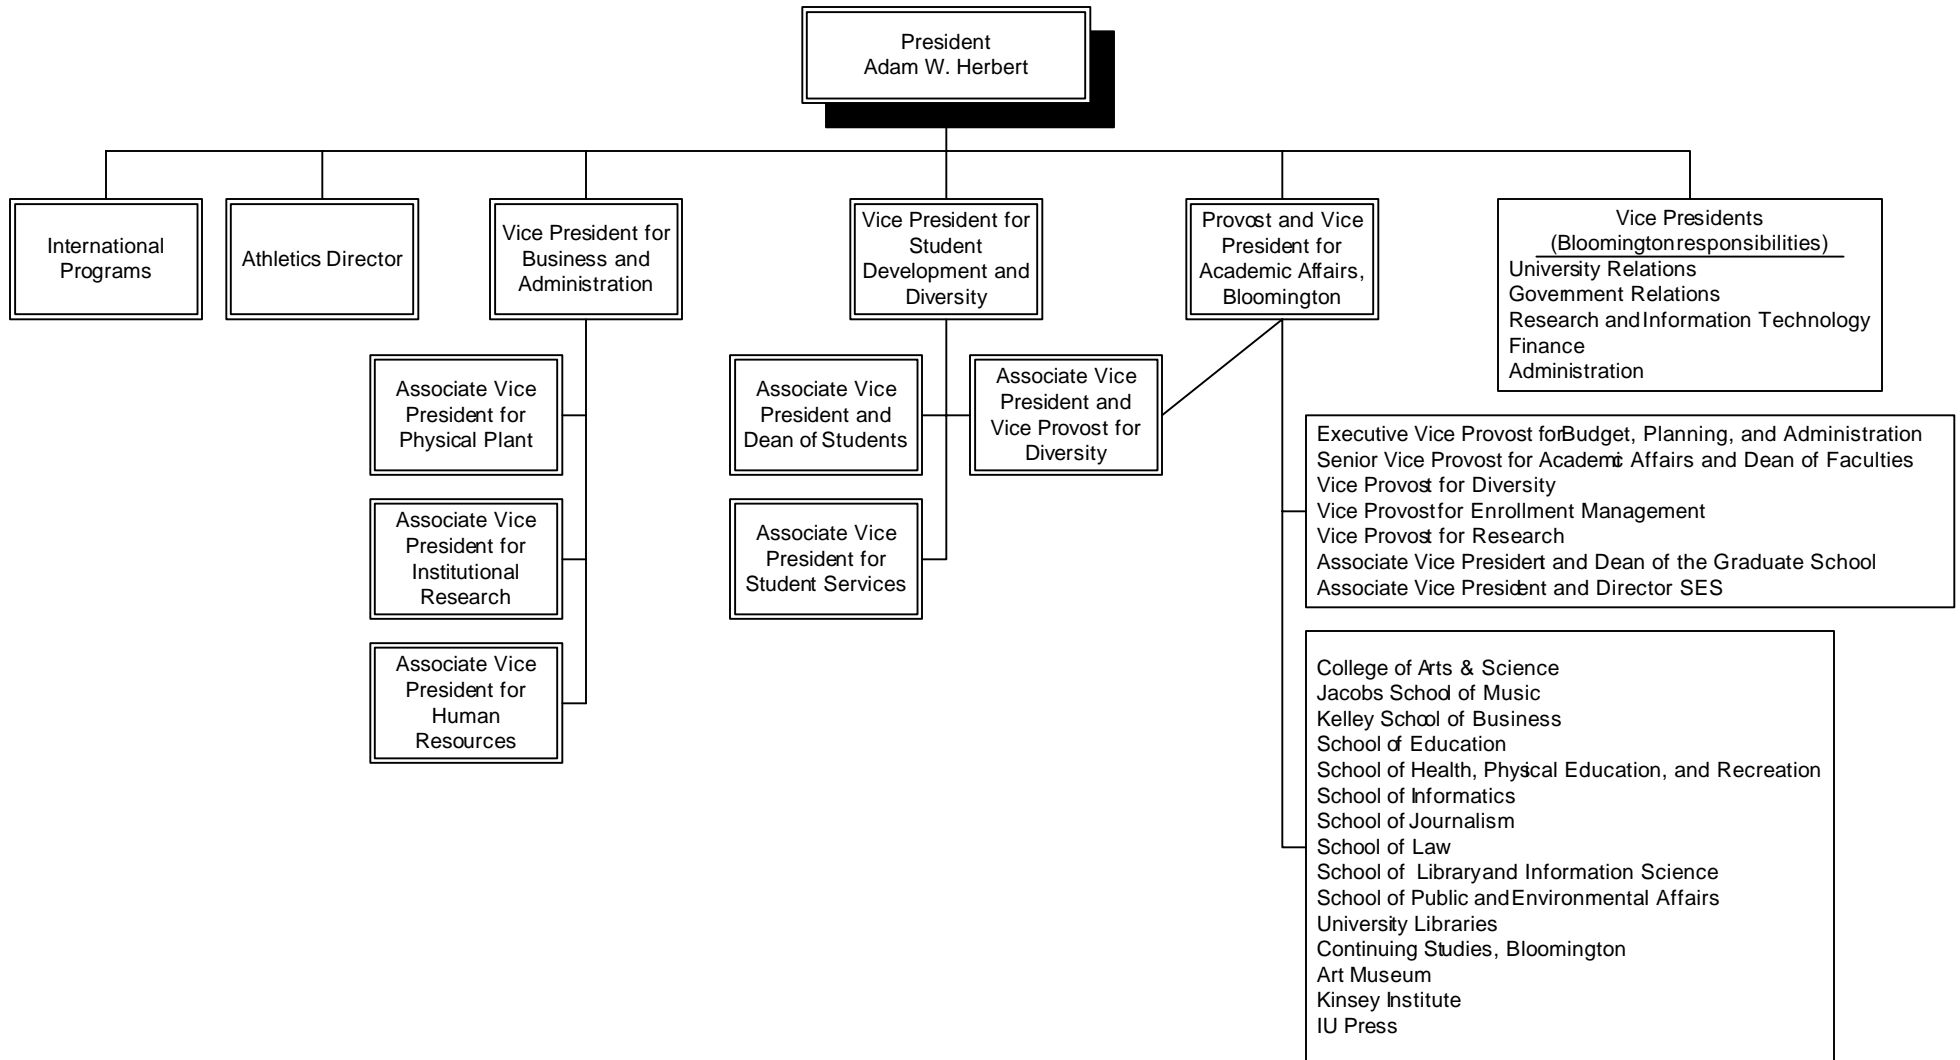 President
Adam W. Herbert
International
Programs
Athletics Director
Vice President for
Business and
Administration
Vice President for
Student
Development and
Diversity
Provost and Vice
President for
Academic Affairs,
Bloomington
Vice Presidents
(Bloomington responsibilities)
University Relations
Government Relations
Research and Information Technology
Finance
Administration
Associate Vice
President for
Physical Plant
Associate Vice
President and
Dean of Students
Associate Vice
President and
Vice Provost for
Diversity
Executive Vice Provost for Budget, Planning, and Administration
Senior Vice Provost for Academic Affairs and Dean of Faculties
Vice Provost for Diversity
Vice Provost for Enrollment Management
Vice Provost for Research
Associate Vice President and Dean of the Graduate School
Associate Vice President and Director SES
Associate Vice
President for
Institutional
Research
Associate Vice
President for
Student Services
Associate Vice
President for
Human
Resources
College of Arts & Science
Jacobs School of Music
Kelley School of Business
School of Education
School of Health, Physical Education, and Recreation
School of Informatics
School of Journalism
School of Law
School of Library and Information Science
School of Public and Environmental Affairs
University Libraries
Continuing Studies, Bloomington
Art Museum
Kinsey Institute
IU Press